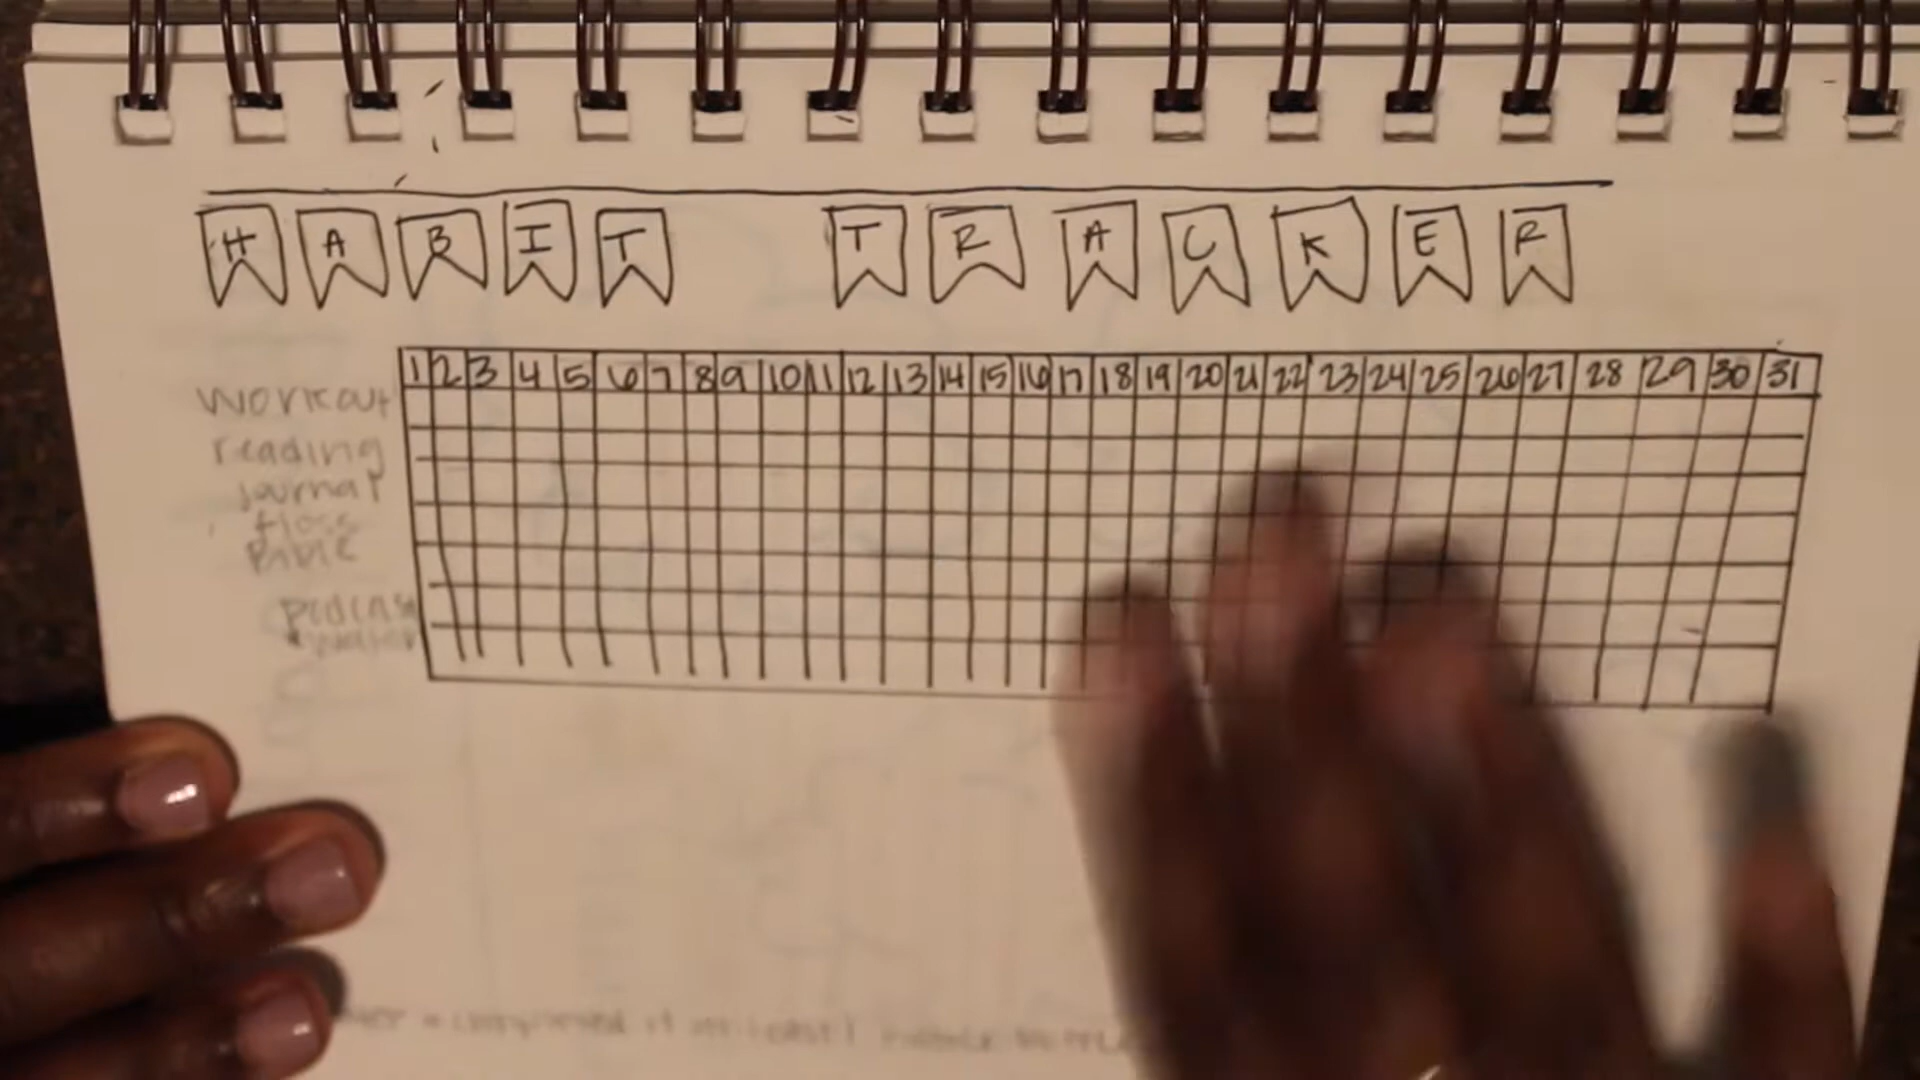 HABIT TRACKER
1 2 3 4 5 6 7 8 9 10 11 12 13 14 15 16 17 18 19 20 21 22 23 24 25 26 27 28 29 30 31
workout
reading
journal
floss
Bible
podcast